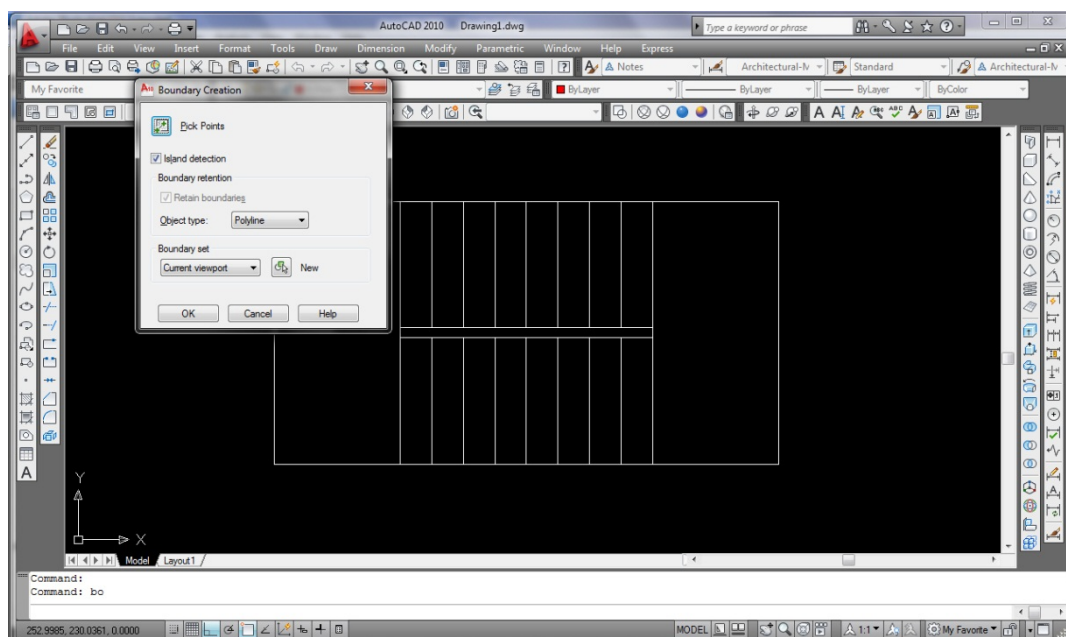 AutoCAD 2010 Drawing1.dwg Type a keyword or phrase
File Edit View Insert Format Tools Draw Dimension Modify Parametric Window Help Express
A Notes Architectural-N Standard Architectural-N
My Favorite ByLayer ByLayer ByLayer ByColor
Boundary Creation
Pick Points
Island detection
Boundary retention
Retain boundaries
Object type: Polyline
Boundary set
Current viewport New
OK Cancel Help
Y
X
Model Layout1
Command:
Command: bo
252.9985, 230.0361, 0.0000 MODEL 1:1 My Favorite